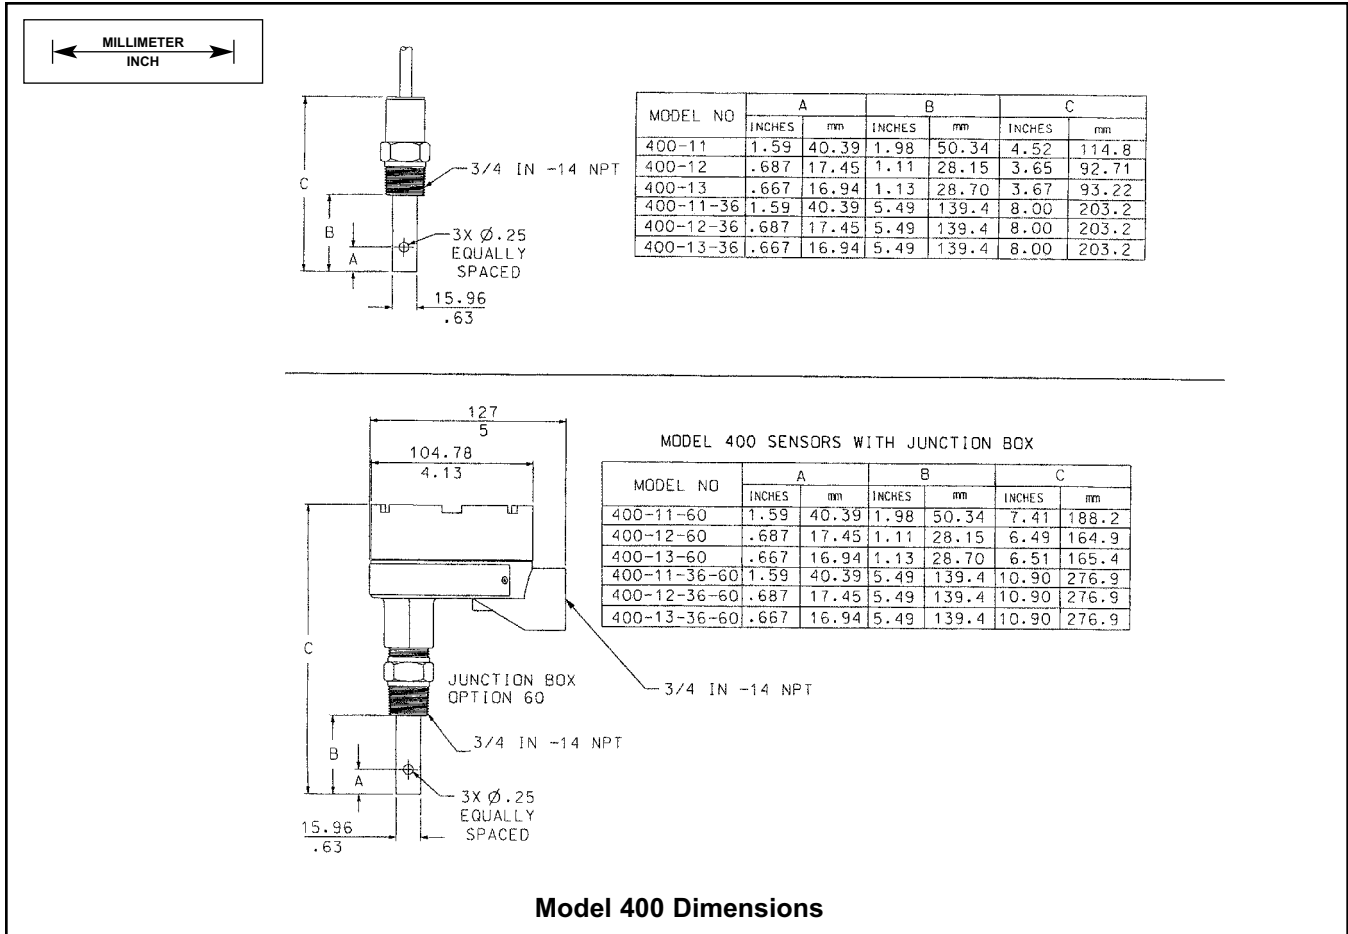 MILLIMETER
INCH
C
B
A
3/4 IN -14 NPT
3X Ø.25
EQUALLY
SPACED
15.96
.63
MODEL NO A B C
INCHES mm INCHES mm INCHES mm
400-11 1.59 40.39 1.98 50.34 4.52 114.8
400-12 .687 17.45 1.11 28.15 3.65 92.71
400-13 .667 16.94 1.13 28.70 3.67 93.22
400-11-36 1.59 40.39 5.49 139.4 8.00 203.2
400-12-36 .687 17.45 5.49 139.4 8.00 203.2
400-13-36 .667 16.94 5.49 139.4 8.00 203.2
127
5
104.78
4.13
C
B
A
JUNCTION BOX
OPTION 60
3/4 IN -14 NPT
3/4 IN -14 NPT
3X Ø.25
EQUALLY
SPACED
15.96
.63
MODEL 400 SENSORS WITH JUNCTION BOX
MODEL NO A B C
INCHES mm INCHES mm INCHES mm
400-11-60 1.59 40.39 1.98 50.34 7.41 188.2
400-12-60 .687 17.45 1.11 28.15 6.49 164.9
400-13-60 .667 16.94 1.13 28.70 6.51 165.4
400-11-36-60 1.59 40.39 5.49 139.4 10.90 276.9
400-12-36-60 .687 17.45 5.49 139.4 10.90 276.9
400-13-36-60 .667 16.94 5.49 139.4 10.90 276.9
Model 400 Dimensions